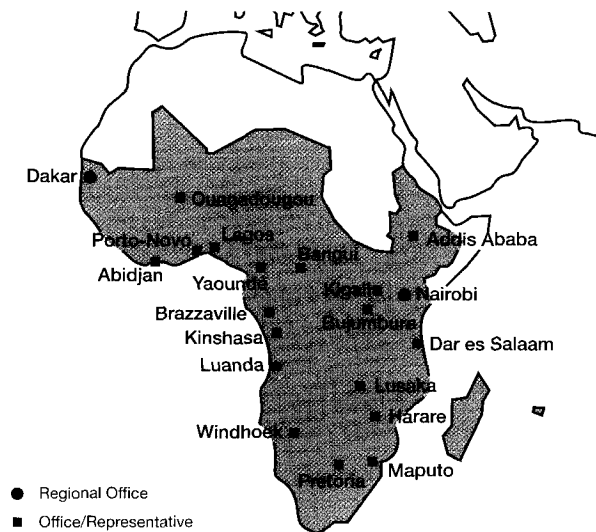 Dakar
Ouagadougou
Porto-Novo
Lagos
Addis Ababa
Abidjan
Bangui
Yaounde
Kigalia
Nairobi
Brazzaville
Bujumbura
Kinshasa
Dar es Salaam
Luanda
Lusaka
Harare
Windhoek
Pretoria
Maputo
Regional Office
Office/Representative